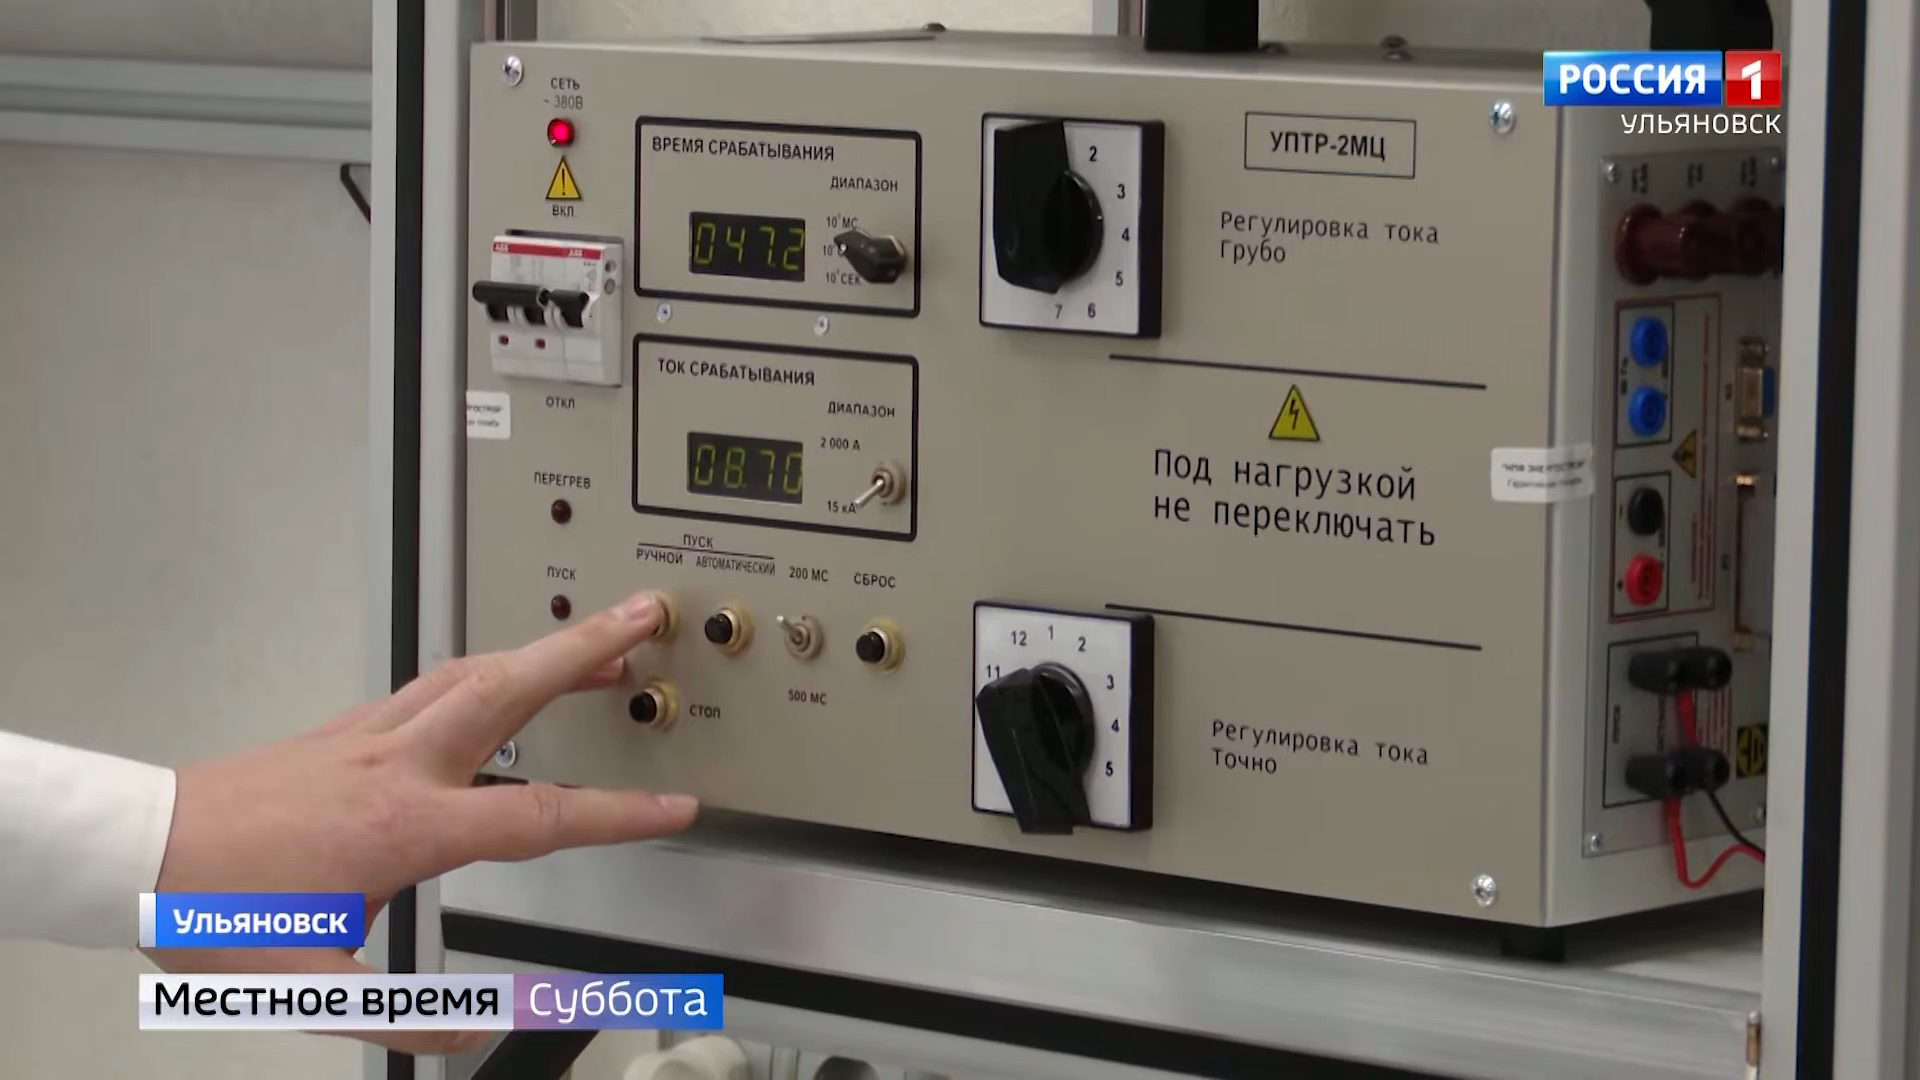 РОССИЯ 1
УЛЬЯНОВСК
СЕТЬ
~ 380В
ВКЛ
ABB ABB
ОТКЛ
ПЕРЕГРЕВ
ПУСК
ВРЕМЯ СРАБАТЫВАНИЯ
ДИАПАЗОН
047.2
МС
СЕК
ТОК СРАБАТЫВАНИЯ
ДИАПАЗОН
2 000 А
08.70
15 кА
ПУСК
РУЧНОЙ АВТОМАТИЧЕСКИЙ
200 МС
СБРОС
СТОП
500 МС
2
3
4
5
6
7
УПТР-2МЦ
Регулировка тока
Грубо
Под нагрузкой
не переключать
12 1 2
11 3
4
5
Регулировка тока
Точно
ПУСК
Ульяновск
Местное время Суббота